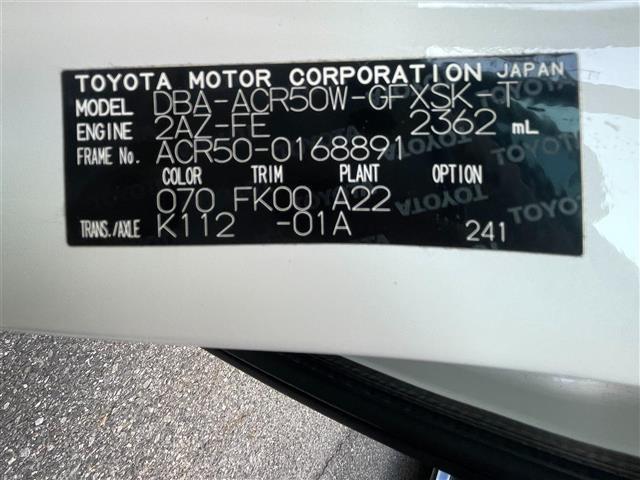 TOYOTA MOTOR CORPORATION JAPAN
MODEL DBA-ACR50W-GFXSK-T
ENGINE 2AZ-FE 2362 mL
FRAME No. ACR50-0168891
COLOR TRIM PLANT OPTION
070 FK00 A22
TRANS./AXLE K112 -01A 241